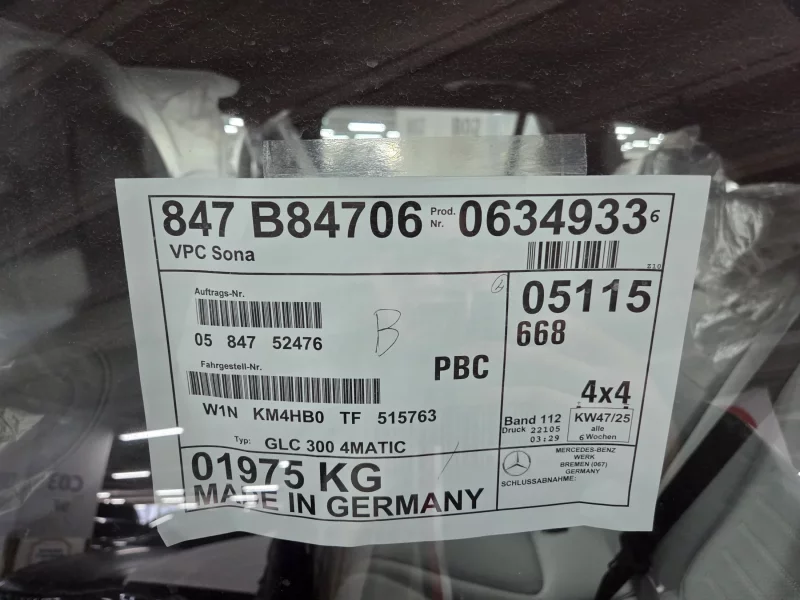 847 B84706 Prod. Nr. 0634933 6
VPC Sona
Z10
Auftrags-Nr.
05 847 52476
B
Fahrgestell-Nr.
W1N KM4HB0 TF 515763
Typ: GLC 300 4MATIC
PBC
05115
668
4x4
Band 112
Druck 22105
03:29
KW47/25
alle
6 Wochen
01975 KG
MADE IN GERMANY
MERCEDES-BENZ
WERK
BREMEN (067)
GERMANY
SCHLUSSABNAHME:
C03